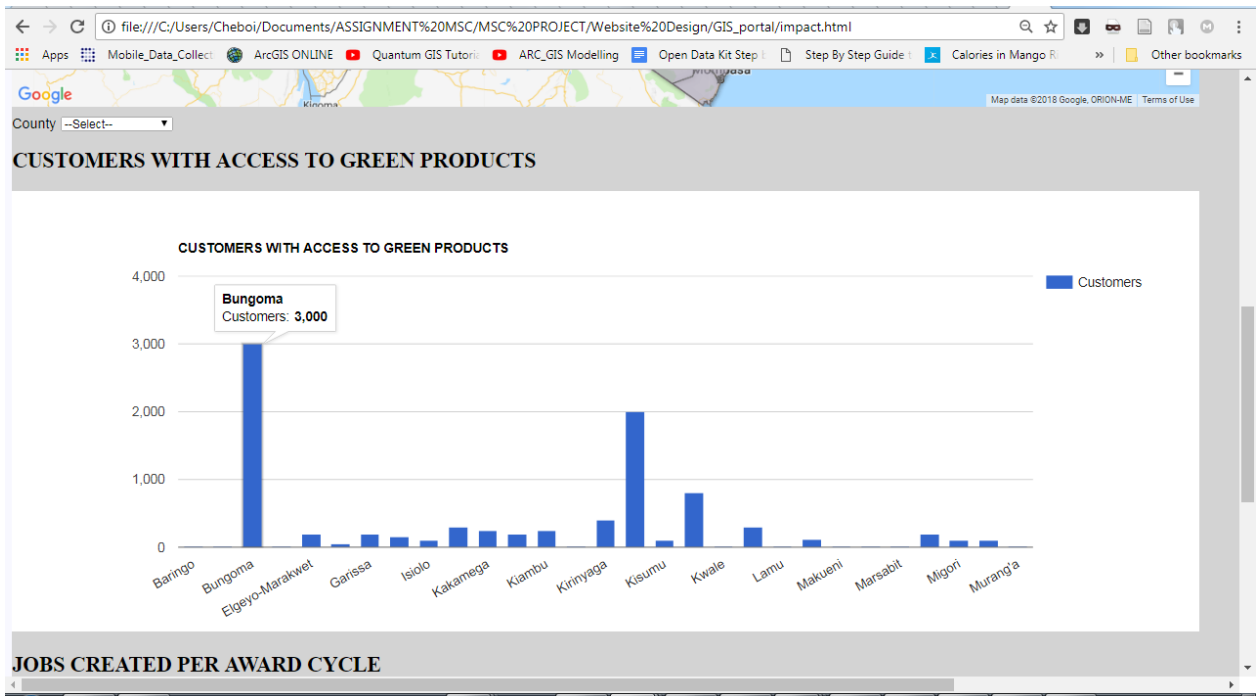 file:///C:/Users/Cheboi/Documents/ASSIGNMENT%20MSC/MSC%20PROJECT/Website%20Design/GIS_portal/impact.html
Apps Mobile_Data_Collect ArcGIS ONLINE Quantum GIS Tutoria ARC_GIS Modelling Open Data Kit Step Step By Step Guide t Calories in Mango R » Other bookmarks
Google
Map data ©2018 Google, ORION-ME Terms of Use
County --Select--
CUSTOMERS WITH ACCESS TO GREEN PRODUCTS
CUSTOMERS WITH ACCESS TO GREEN PRODUCTS
4,000
Customers
Bungoma
Customers: 3,000
3,000
2,000
1,000
0
Baringo Bungoma Elgeyo-Marakwet Garissa Isiolo Kakamega Kiambu Kirinyaga Kisumu Kwale Lamu Makueni Marsabit Migori Murang'a
JOBS CREATED PER AWARD CYCLE